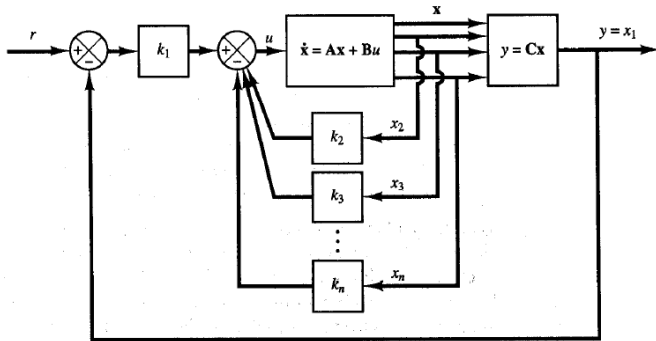 r
+
−
k₁
+
−
u
ẋ = Ax + Bu
x
y = Cx
y = x₁
k₂
x₂
k₃
x₃
⋮
kₙ
xₙ